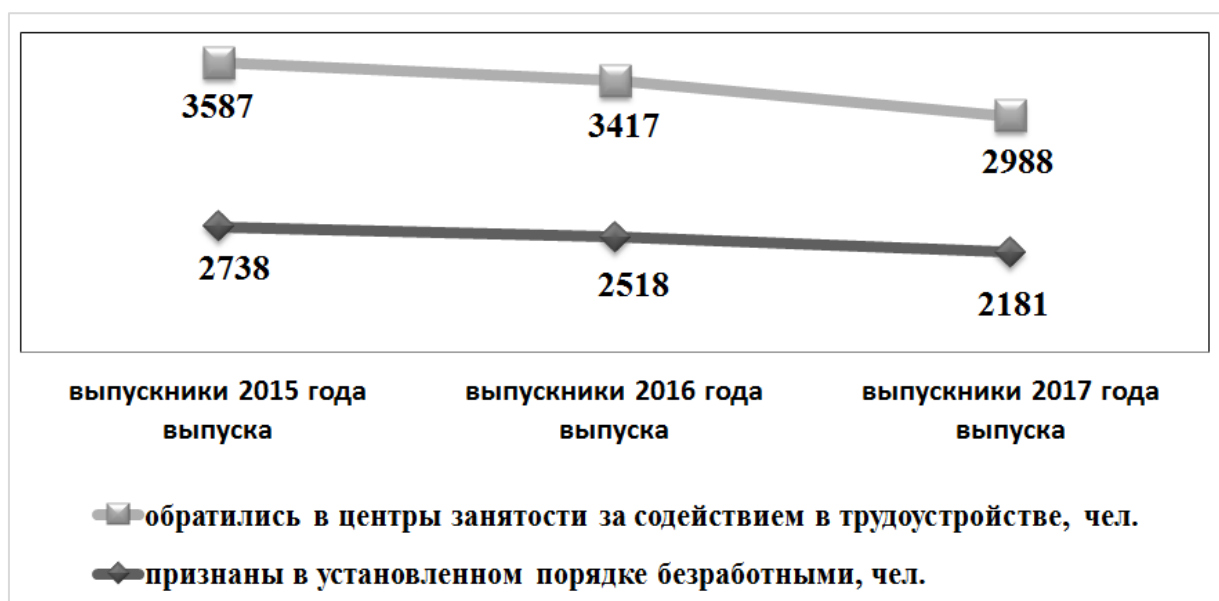 3587
3417
2988
2738
2518
2181
выпускники 2015 года
выпуска
выпускники 2016 года
выпуска
выпускники 2017 года
выпуска
обратились в центры занятости за содействием в трудоустройстве, чел.
признаны в установленном порядке безработными, чел.